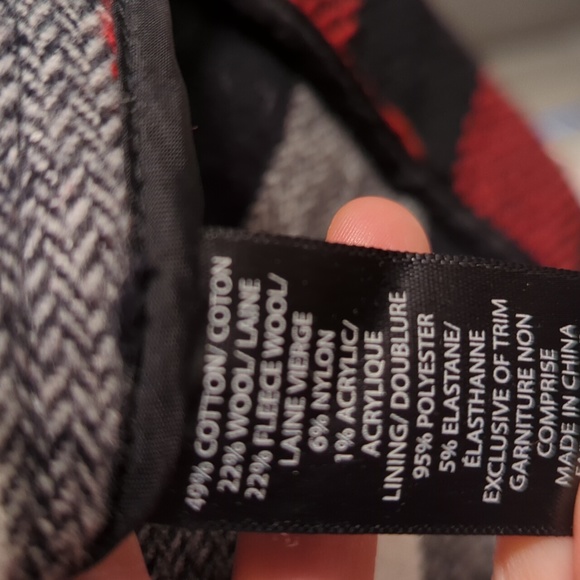 49% COTTON/ COTON
22% WOOL/ LAINE
22% FLEECE WOOL/
LAINE VIERGE
6% NYLON
1% ACRYLIC/
ACRYLIQUE
LINING/ DOUBLURE
95% POLYESTER
5% ELASTANE/
ÉLASTHANNE
EXCLUSIVE OF TRIM
GARNITURE NON
COMPRISE
MADE IN CHINA